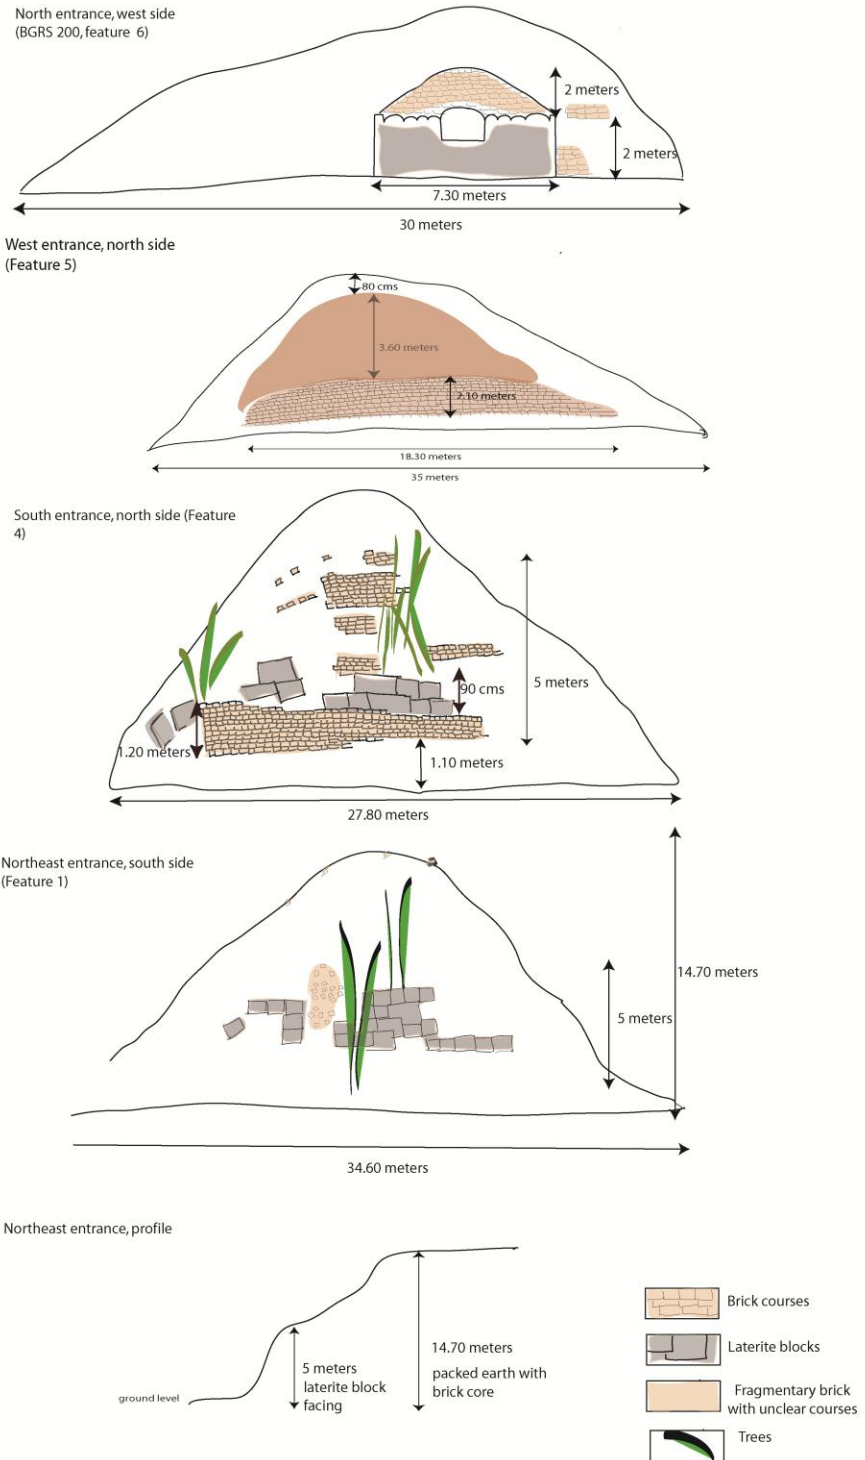 North entrance, west side
(BGRS 200, feature 6)
2 meters
2 meters
7.30 meters
30 meters
West entrance, north side
(Feature 5)
80 cms
3.60 meters
2.10 meters
18.30 meters
35 meters
South entrance, north side (Feature
4)
90 cms
5 meters
1.20 meters
1.10 meters
27.80 meters
Northeast entrance, south side
(Feature 1)
14.70 meters
5 meters
34.60 meters
Northeast entrance, profile
14.70 meters
packed earth with
brick core
5 meters
laterite block
facing
ground level
Brick courses
Laterite blocks
Fragmentary brick
with unclear courses
Trees